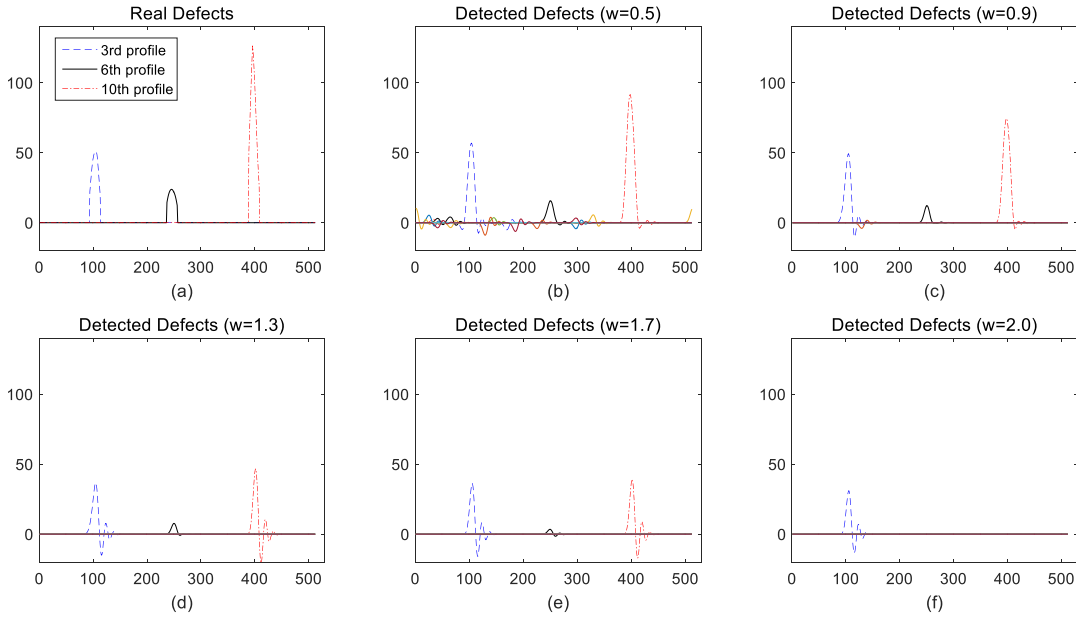 Real Defects
100
50
0
3rd profile
6th profile
10th profile
0 100 200 300 400 500
(a)
Detected Defects (w=0.5)
100
50
0
0 100 200 300 400 500
(b)
Detected Defects (w=0.9)
100
50
0
0 100 200 300 400 500
(c)
Detected Defects (w=1.3)
100
50
0
0 100 200 300 400 500
(d)
Detected Defects (w=1.7)
100
50
0
0 100 200 300 400 500
(e)
Detected Defects (w=2.0)
100
50
0
0 100 200 300 400 500
(f)